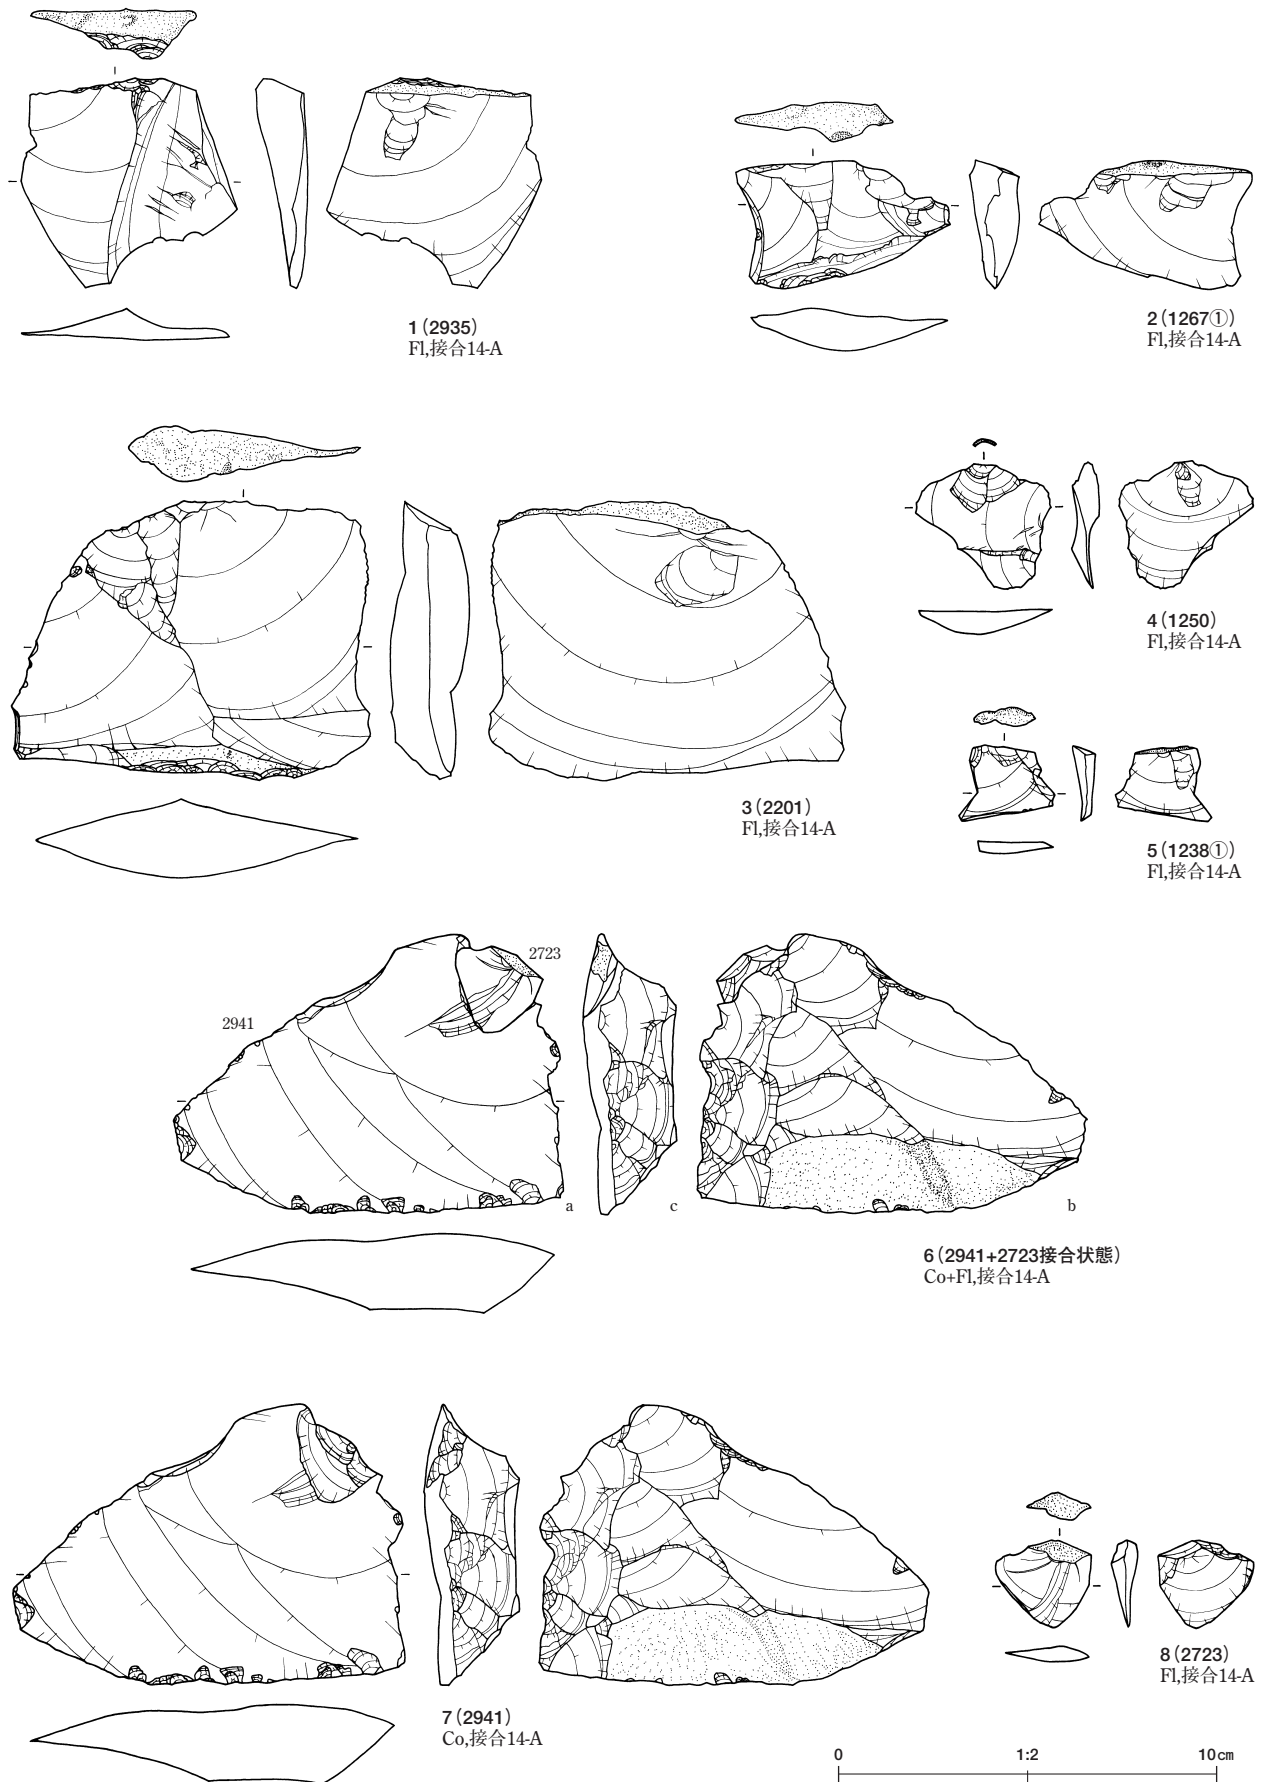 1（2935）
Fl,接合14-A
2（1267①）
Fl,接合14-A
3（2201）
Fl,接合14-A
4（1250）
Fl,接合14-A
5（1238①）
Fl,接合14-A
2723
2941
a
c
b
6（2941+2723接合状態）
Co+Fl,接合14-A
7（2941）
Co,接合14-A
8（2723）
Fl,接合14-A
0 1:2 10cm